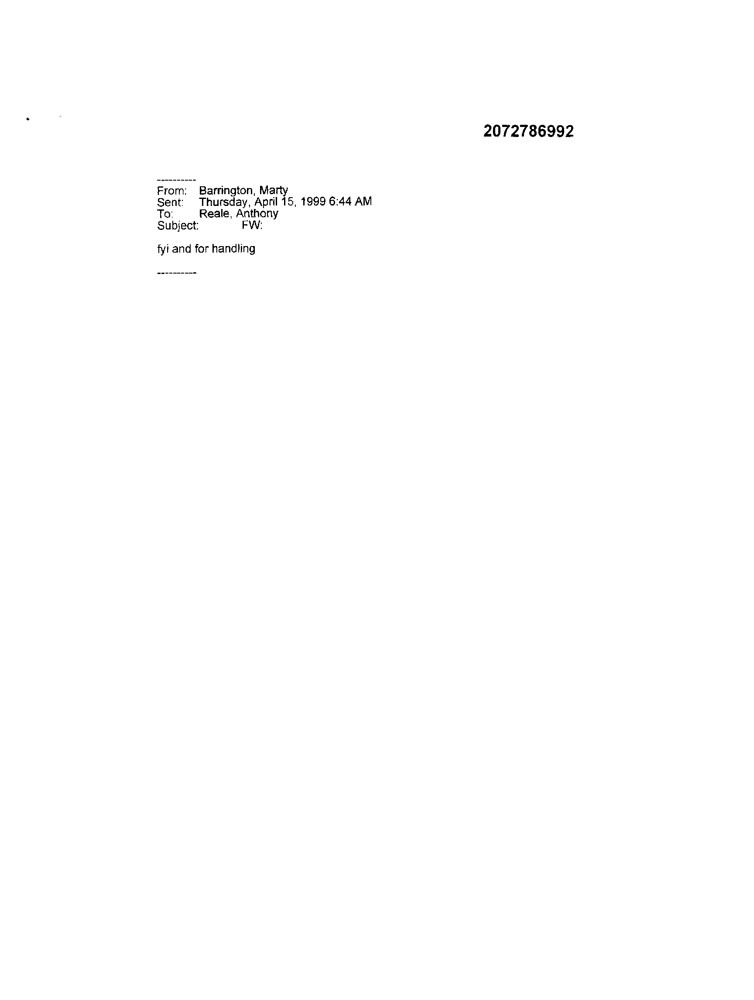 2072786992
----------
From: Barrington, Marty
Sent: Thursday, April 15, 1999 6:44 AM
To: Reale, Anthony
Subject: FW:
fyi and for handling
----------